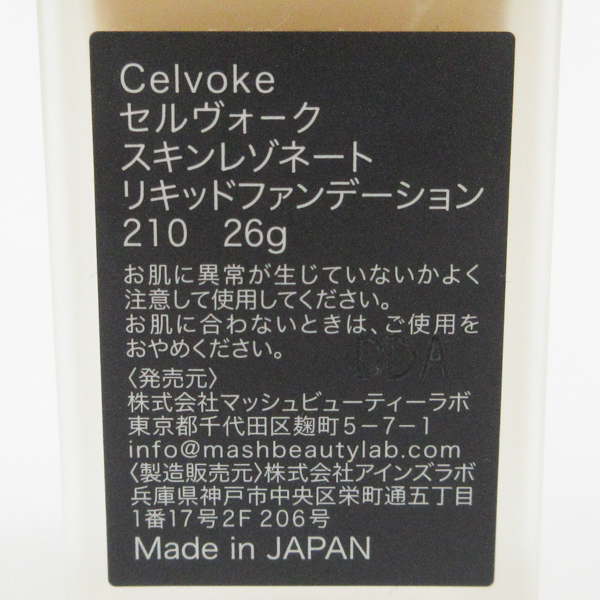 Celvoke
セルヴォーク
スキンレゾネート
リキッドファンデーション
210 26g
お肌に異常が生じていないかよく
注意して使用してください。
お肌に合わないときは、ご使用を
おやめください。
〈発売元〉
株式会社マッシュビューティーラボ
東京都千代田区麹町5-7-1
info@mashbeautylab.com
〈製造販売元〉株式会社アインズラボ
兵庫県神戸市中央区栄町通五丁目
1番17号2F 206号
Made in JAPAN